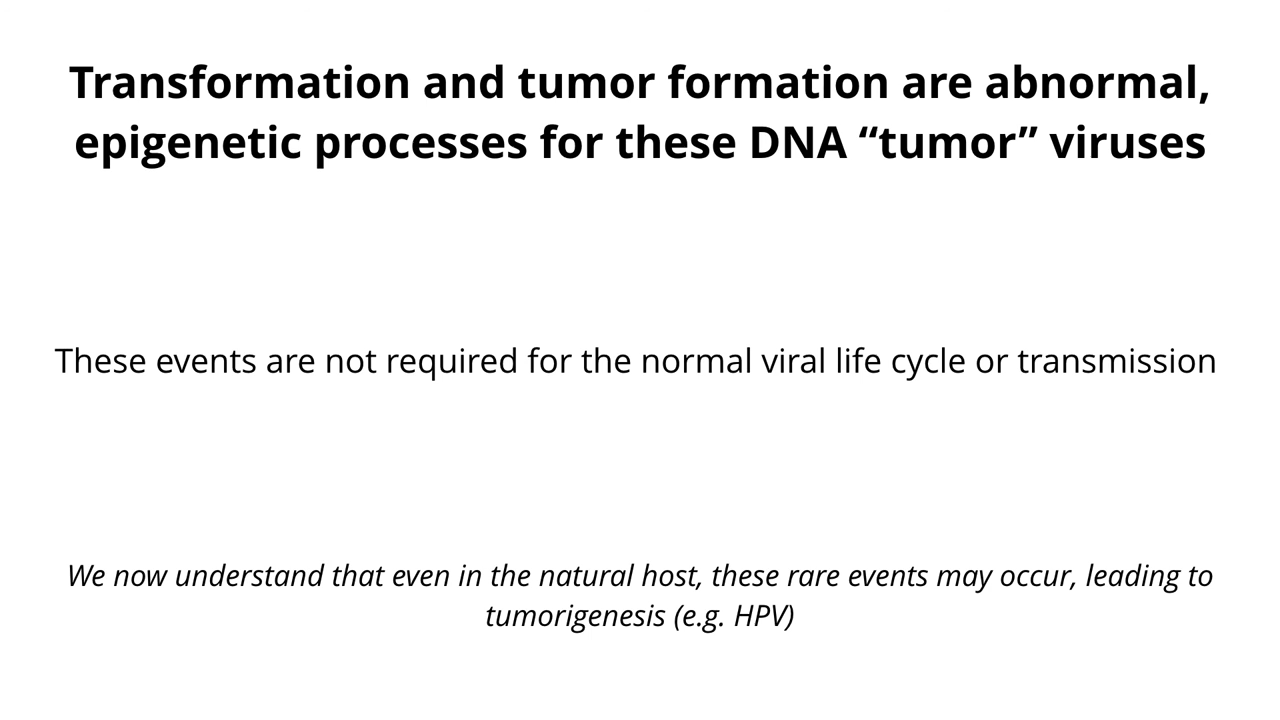 Transformation and tumor formation are abnormal,
epigenetic processes for these DNA “tumor” viruses
These events are not required for the normal viral life cycle or transmission
We now understand that even in the natural host, these rare events may occur, leading to
tumorigenesis (e.g. HPV)